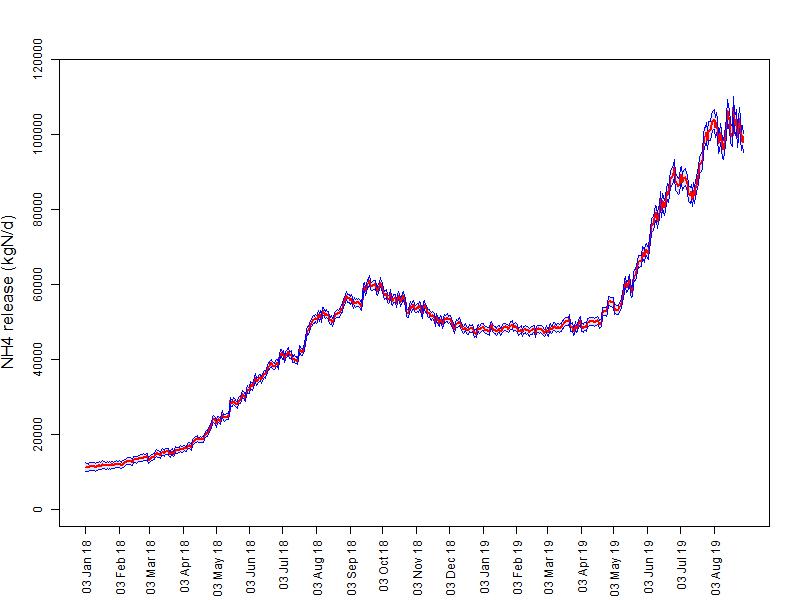 NH4 release (kgN/d)
120000
100000
80000
60000
40000
20000
0
03 Jan 18
03 Feb 18
03 Mar 18
03 Apr 18
03 May 18
03 Jun 18
03 Jul 18
03 Aug 18
03 Sep 18
03 Oct 18
03 Nov 18
03 Dec 18
03 Jan 19
03 Feb 19
03 Mar 19
03 Apr 19
03 May 19
03 Jun 19
03 Jul 19
03 Aug 19